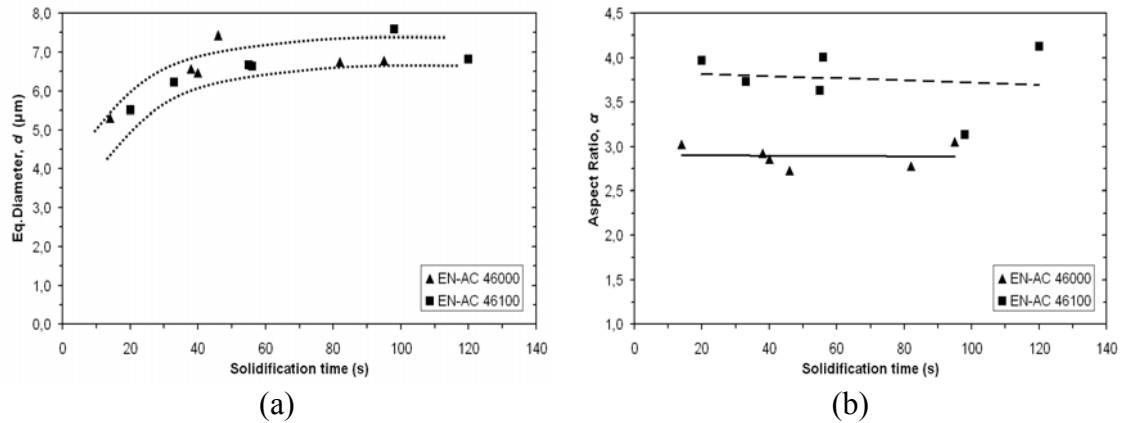 8,0
7,0
6,0
5,0
4,0
3,0
2,0
1,0
0,0
Eq.Diameter, d (µm)
0 20 40 60 80 100 120 140
Solidification time (s)
EN-AC 46000
EN-AC 46100
(a)
4,5
4,0
3,5
3,0
2,5
2,0
1,5
1,0
Aspect Ratio, α
0 20 40 60 80 100 120 140
Solidification time (s)
EN-AC 46000
EN-AC 46100
(b)